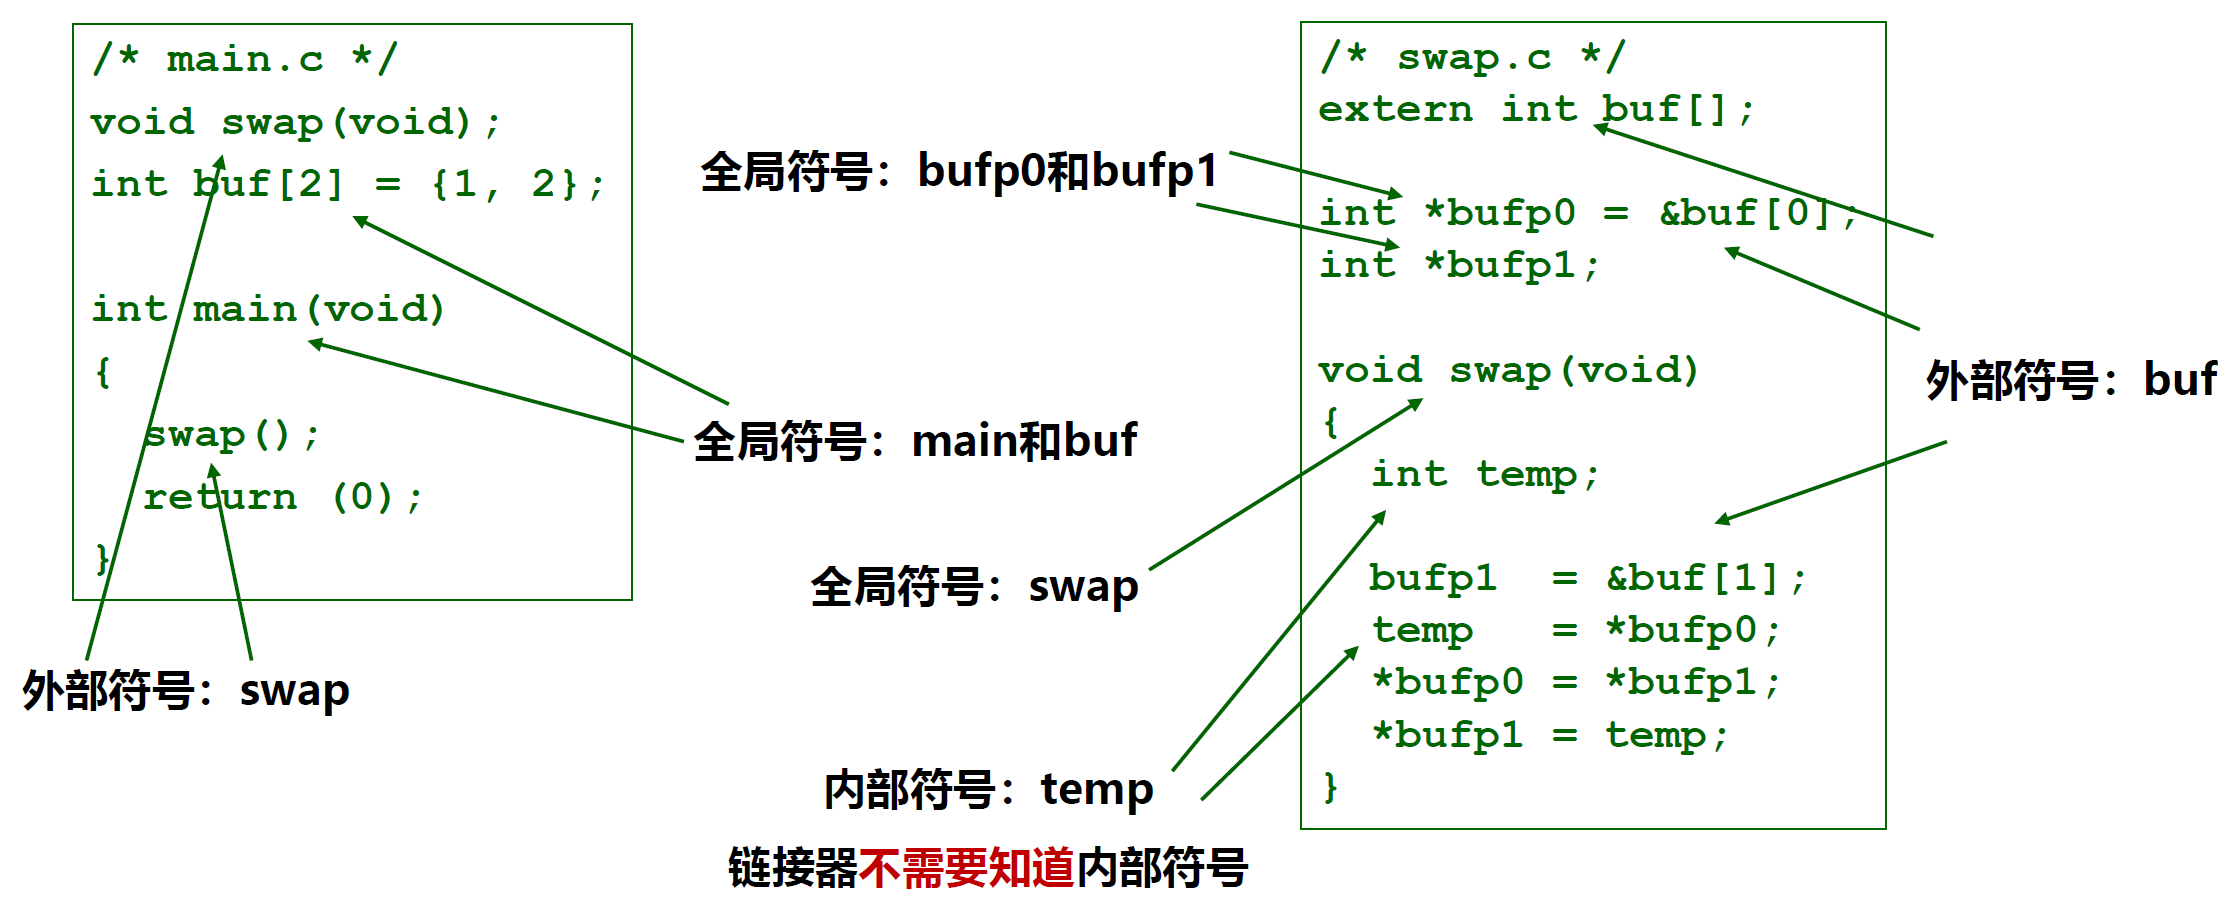 /* main.c */
void swap(void);
int buf[2] = {1, 2};
int main(void)
{
swap();
return (0);
}
外部符号：swap
全局符号：bufp0和bufp1
全局符号：main和buf
全局符号：swap
内部符号：temp
链接器不需要知道内部符号
/* swap.c */
extern int buf[];
int *bufp0 = &buf[0];
int *bufp1;
void swap(void)
{
int temp;
bufp1 = &buf[1];
temp = *bufp0;
*bufp0 = *bufp1;
*bufp1 = temp;
}
外部符号：buf